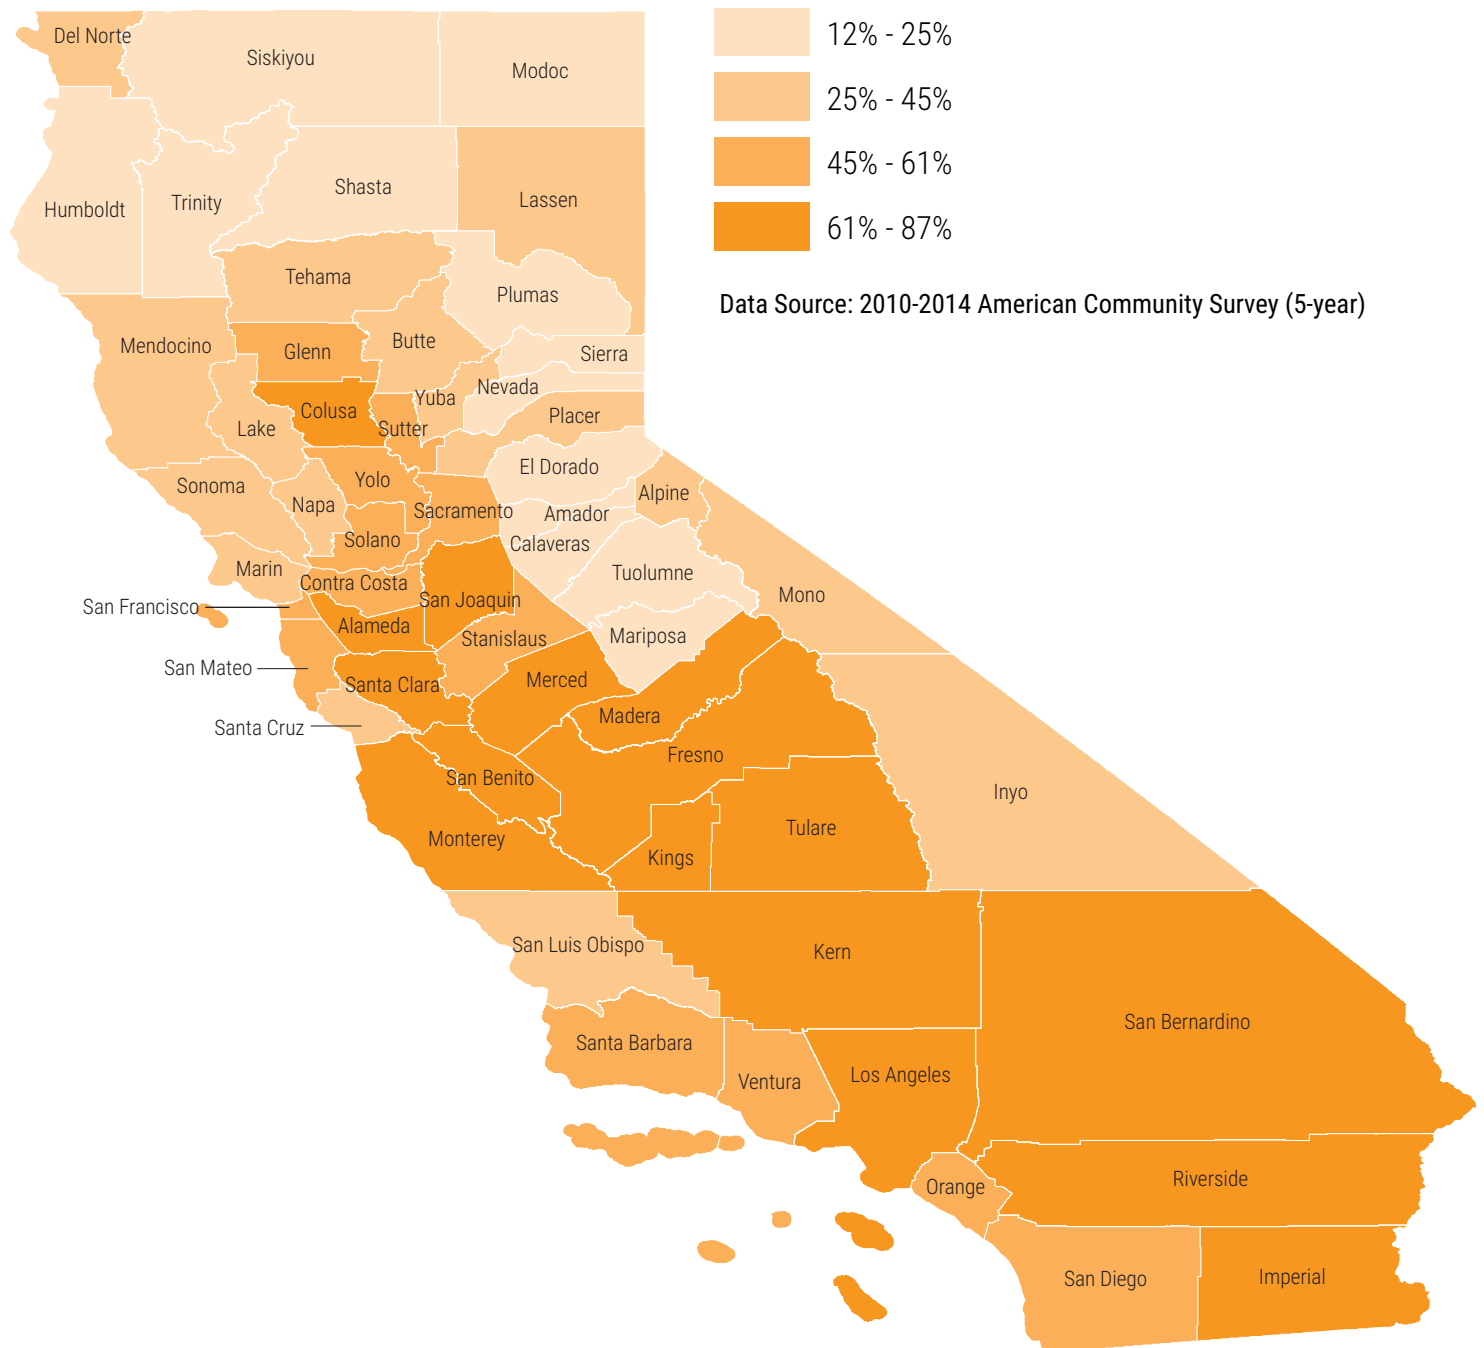 Del Norte
Siskiyou
Modoc
12% - 25%
25% - 45%
45% - 61%
61% - 87%
Data Source: 2010-2014 American Community Survey (5-year)
Humboldt
Trinity
Shasta
Lassen
Tehama
Plumas
Mendocino
Glenn
Butte
Sierra
Nevada
Yuba
Colusa
Sutter
Placer
Lake
El Dorado
Sonoma
Napa
Yolo
Sacramento
Alpine
Amador
Solano
Calaveras
Marin
Contra Costa
Tuolumne
San Francisco
San Joaquin
Mono
Alameda
Stanislaus
Mariposa
San Mateo
Santa Clara
Merced
Santa Cruz
Madera
Fresno
San Benito
Inyo
Monterey
Kings
Tulare
San Luis Obispo
Kern
San Bernardino
Santa Barbara
Ventura
Los Angeles
Orange
Riverside
San Diego
Imperial